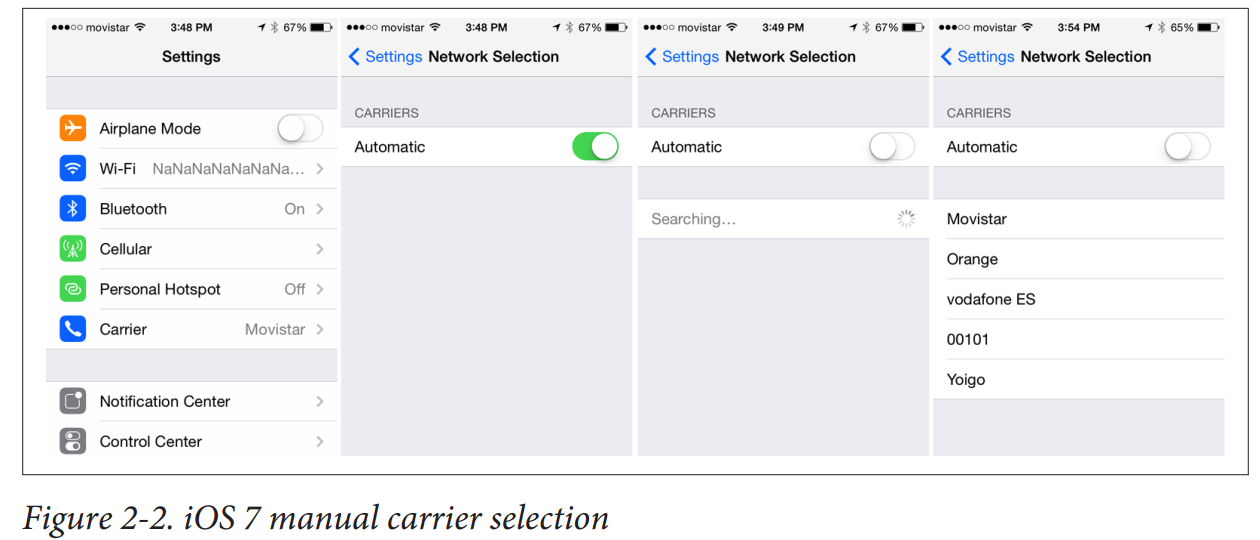 movistar 3:48 PM 67%
Settings
Airplane Mode
Wi-Fi NaNaNaNaNaNaNa...
Bluetooth On
Cellular
Personal Hotspot Off
Carrier Movistar
Notification Center
Control Center
movistar 3:48 PM 67%
Settings Network Selection
CARRIERS
Automatic
movistar 3:49 PM 67%
Settings Network Selection
CARRIERS
Automatic
Searching...
movistar 3:54 PM 65%
Settings Network Selection
CARRIERS
Automatic
Movistar
Orange
vodafone ES
00101
Yoigo
Figure 2-2. iOS 7 manual carrier selection